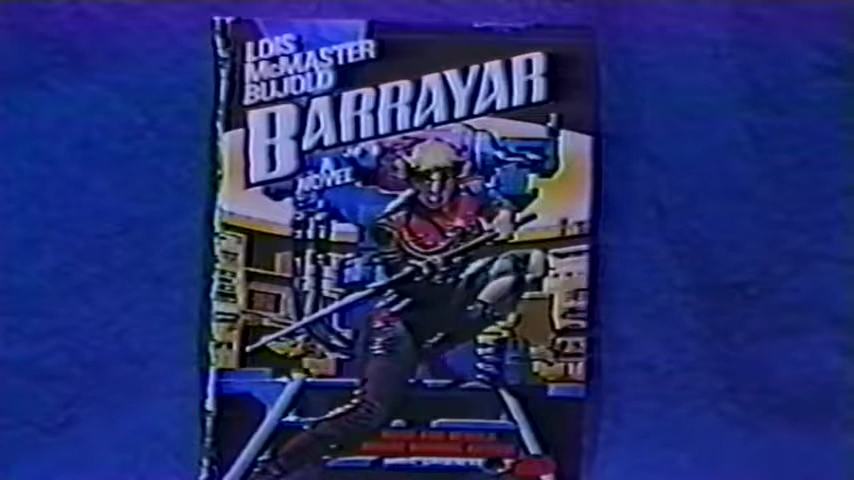 LOIS
McMASTER
BUJOLD
BARRAYAR
A
NOVEL